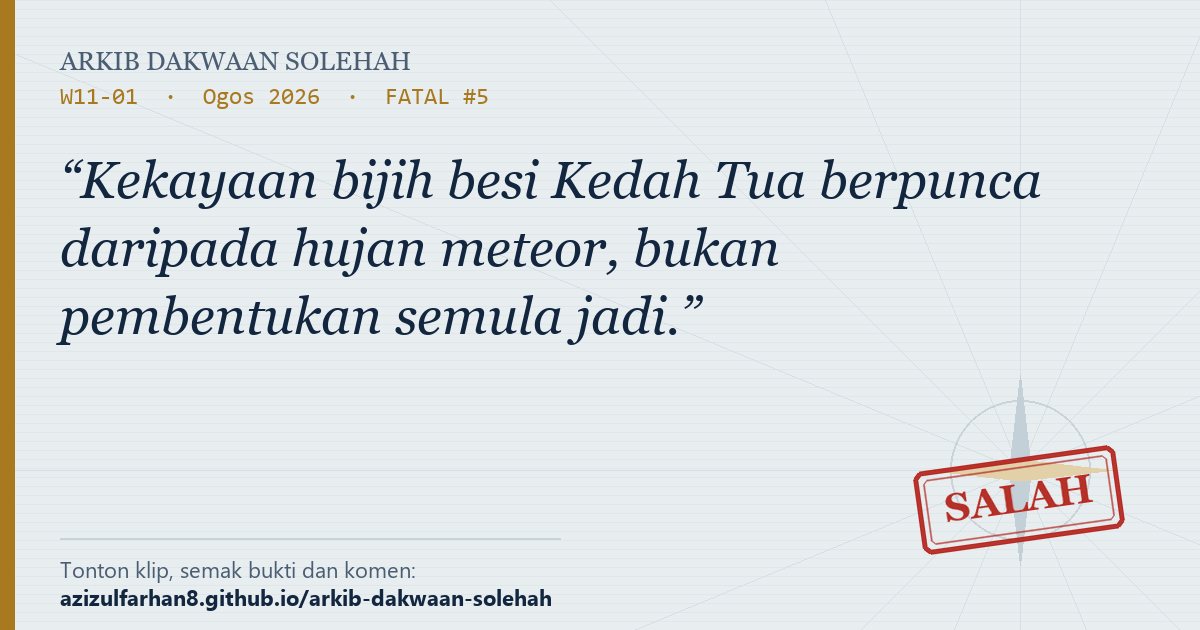 ARKIB DAKWAAN SOLEHAH
W11-01 · Ogos 2026 · FATAL #5
“Kekayaan bijih besi Kedah Tua berpunca
daripada hujan meteor, bukan
pembentukan semula jadi.”
SALAH
Tonton klip, semak bukti dan komen:
azizulfarhan8.github.io/arkib-dakwaan-solehah